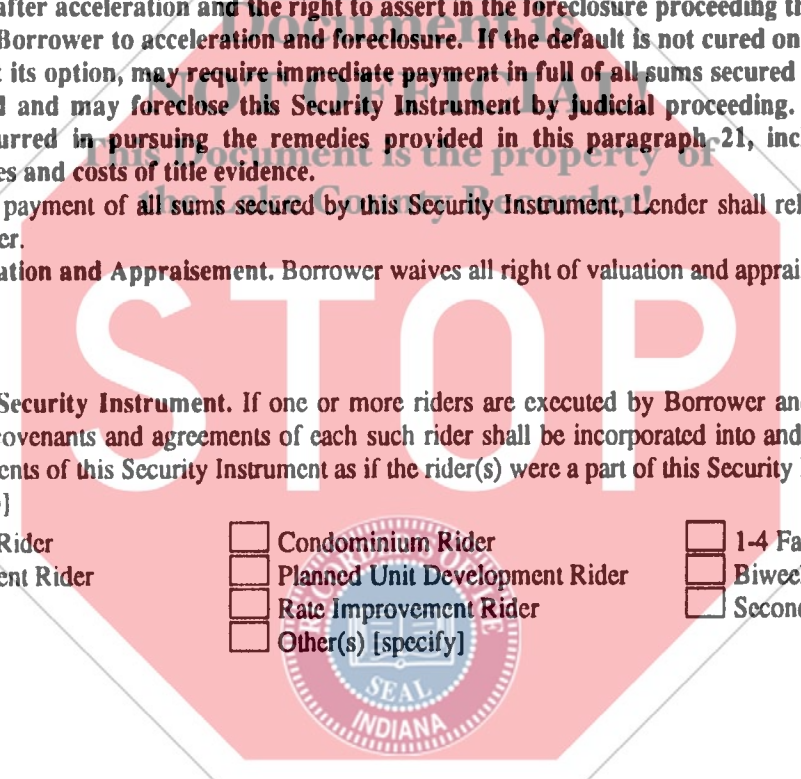 after acceleration and the right to assert in the foreclosure proceeding th
Document is
Borrower to acceleration and foreclosure. If the default is not cured on
its option, may require immediate payment in full of all sums secured
NOT OFFICIAL!
and may foreclose this Security Instrument by judicial proceeding.
urred in pursuing the remedies provided in this paragraph 21, inc
This Document is the property of
es and costs of title evidence.
the Lake County Recorder!
payment of all sums secured by this Security Instrument, Lender shall rel
er.
ation and Appraisement. Borrower waives all right of valuation and apprai
STOP
Security Instrument. If one or more riders are executed by Borrower and
ovenants and agreements of each such rider shall be incorporated into and
ents of this Security Instrument as if the rider(s) were a part of this Security
]
Rider
Condominium Rider
1-4 Fa
ent Rider
Planned Unit Development Rider
Biweek
Rate Improvement Rider
Second
Other(s) [specify]
RECORDER'S OFFICE
SEAL
INDIANA